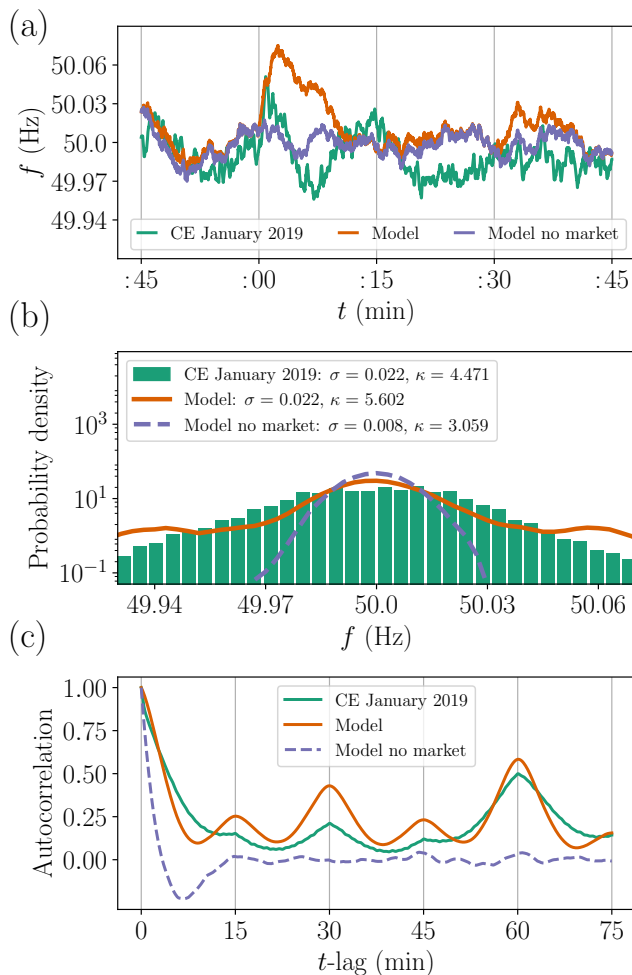 (a)
50.06
50.03
50.0
49.97
49.94
f (Hz)
CE January 2019
Model
Model no market
:45
:00
:15
:30
:45
t (min)
(b)
CE January 2019: σ = 0.022, κ = 4.471
Model: σ = 0.022, κ = 5.602
Model no market: σ = 0.008, κ = 3.059
10³
10¹
10⁻¹
Probability density
49.94
49.97
50.0
50.03
50.06
f (Hz)
(c)
1.00
0.75
0.50
0.25
0.00
Autocorrelation
CE January 2019
Model
Model no market
0
15
30
45
60
75
t-lag (min)